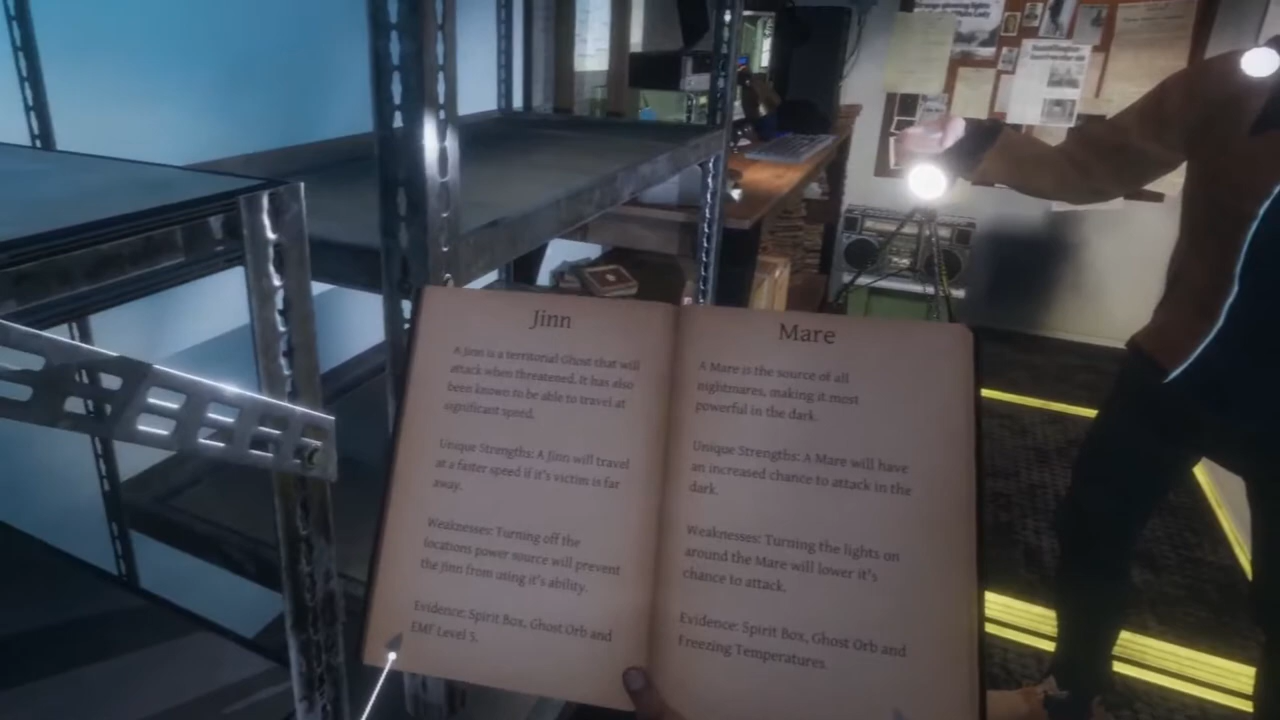 Jinn
A Jinn is a territorial Ghost that will
attack when threatened. It has also
been known to be able to travel at
significant speed.
Unique Strengths: A Jinn will travel
at a faster speed if it's victim is far
away.
Weaknesses: Turning off the
locations power source will prevent
the Jinn from using it's ability.
Evidence: Spirit Box, Ghost Orb and
EMF Level 5.
Mare
A Mare is the source of all
nightmares, making it most
powerful in the dark.
Unique Strengths: A Mare will have
an increased chance to attack in the
dark.
Weaknesses: Turning the lights on
around the Mare will lower it's
chance to attack.
Evidence: Spirit Box, Ghost Orb and
Freezing Temperatures.